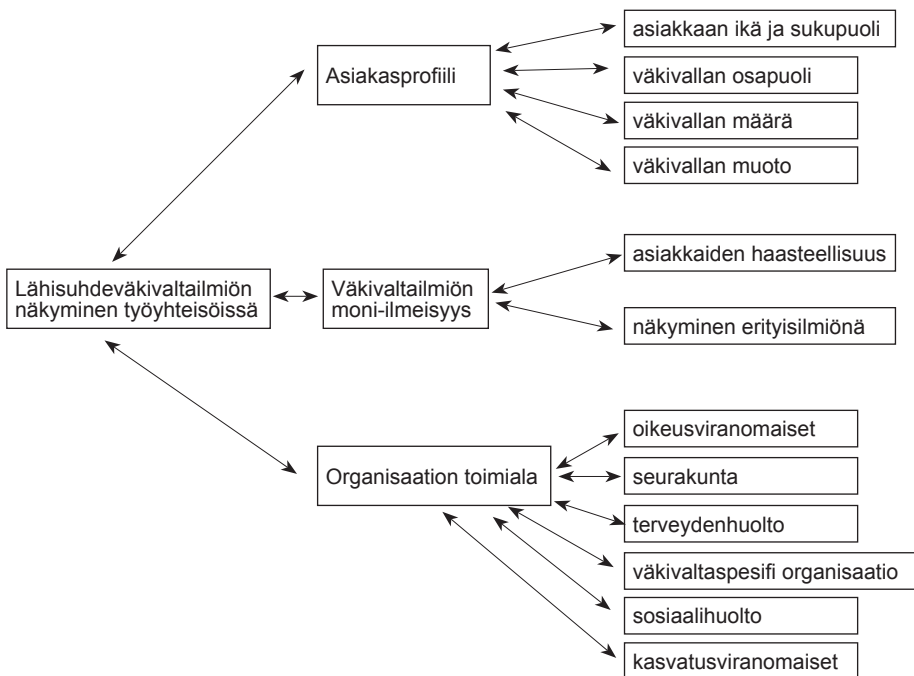 asiakkaan ikä ja sukupuoli
Asiakasprofiili
väkivallan osapuoli
väkivallan määrä
väkivallan muoto
asiakkaiden haasteellisuus
Lähisuhdeväkivaltailmiön
näkyminen työyhteisöissä
Väkivaltailmiön
moni-ilmeisyys
näkyminen erityisilmiönä
oikeusviranomaiset
Organisaation toimiala
seurakunta
terveydenhuolto
väkivaltaspesifi organisaatio
sosiaalihuolto
kasvatusviranomaiset